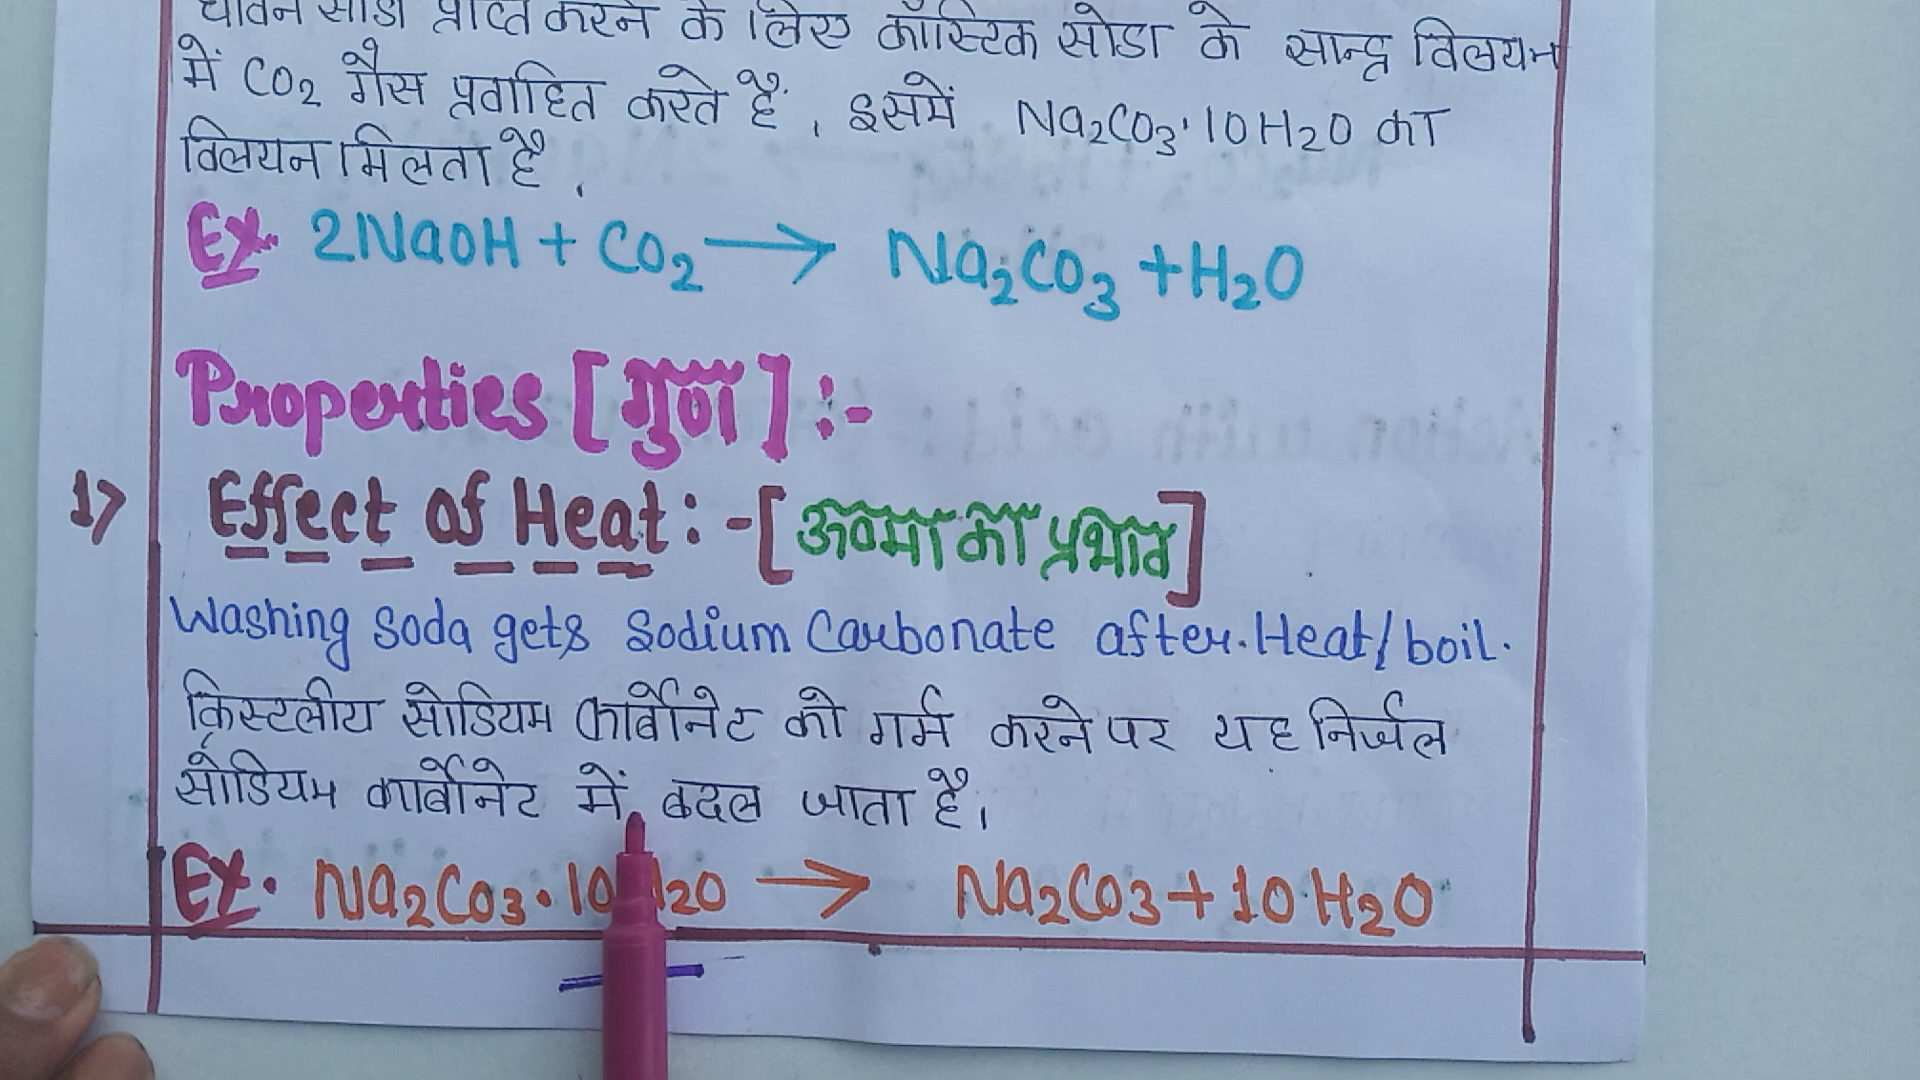 धावन सोडा प्राप्त करने के लिए कॉस्टिक सोडा के सान्द्र विलयन
में CO2 गैस प्रवाहित करते हैं, इसमें Na2CO3·10H2O का
विलयन मिलता है,
Ex. 2NaOH + CO2 → Na2CO3 + H2O
Properties [गुण] :-
1) Effect of Heat :- [ऊष्मा का प्रभाव]
Washing Soda gets Sodium Carbonate after Heat/boil.
क्रिस्टलीय सोडियम कार्बोनेट को गर्म करने पर यह निर्जल
सोडियम कार्बोनेट में बदल जाता है।
Ex. Na2CO3·10H2O → Na2CO3 + 10H2O